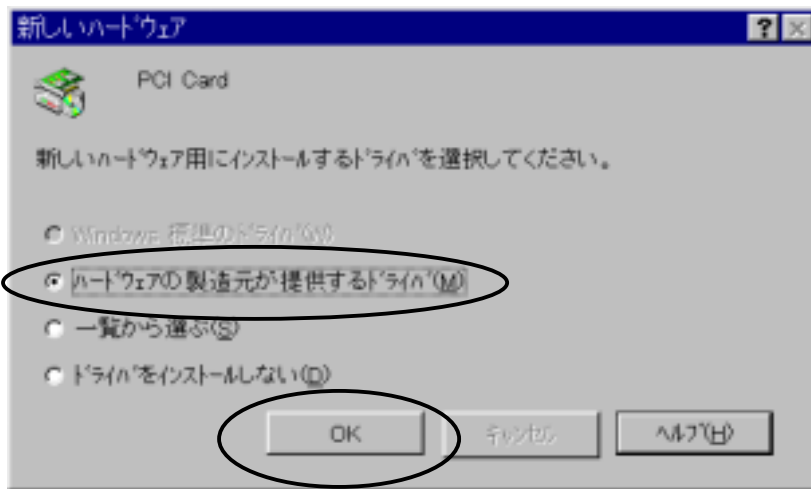 新しいハードウェア
PCI Card
新しいハードウェア用にインストールするドライバを選択してください。
Windows 標準のドライバ(W)
ハードウェアの製造元が提供するドライバ(M)
一覧から選ぶ(S)
ドライバをインストールしない(D)
OK キャンセル ヘルプ(H)